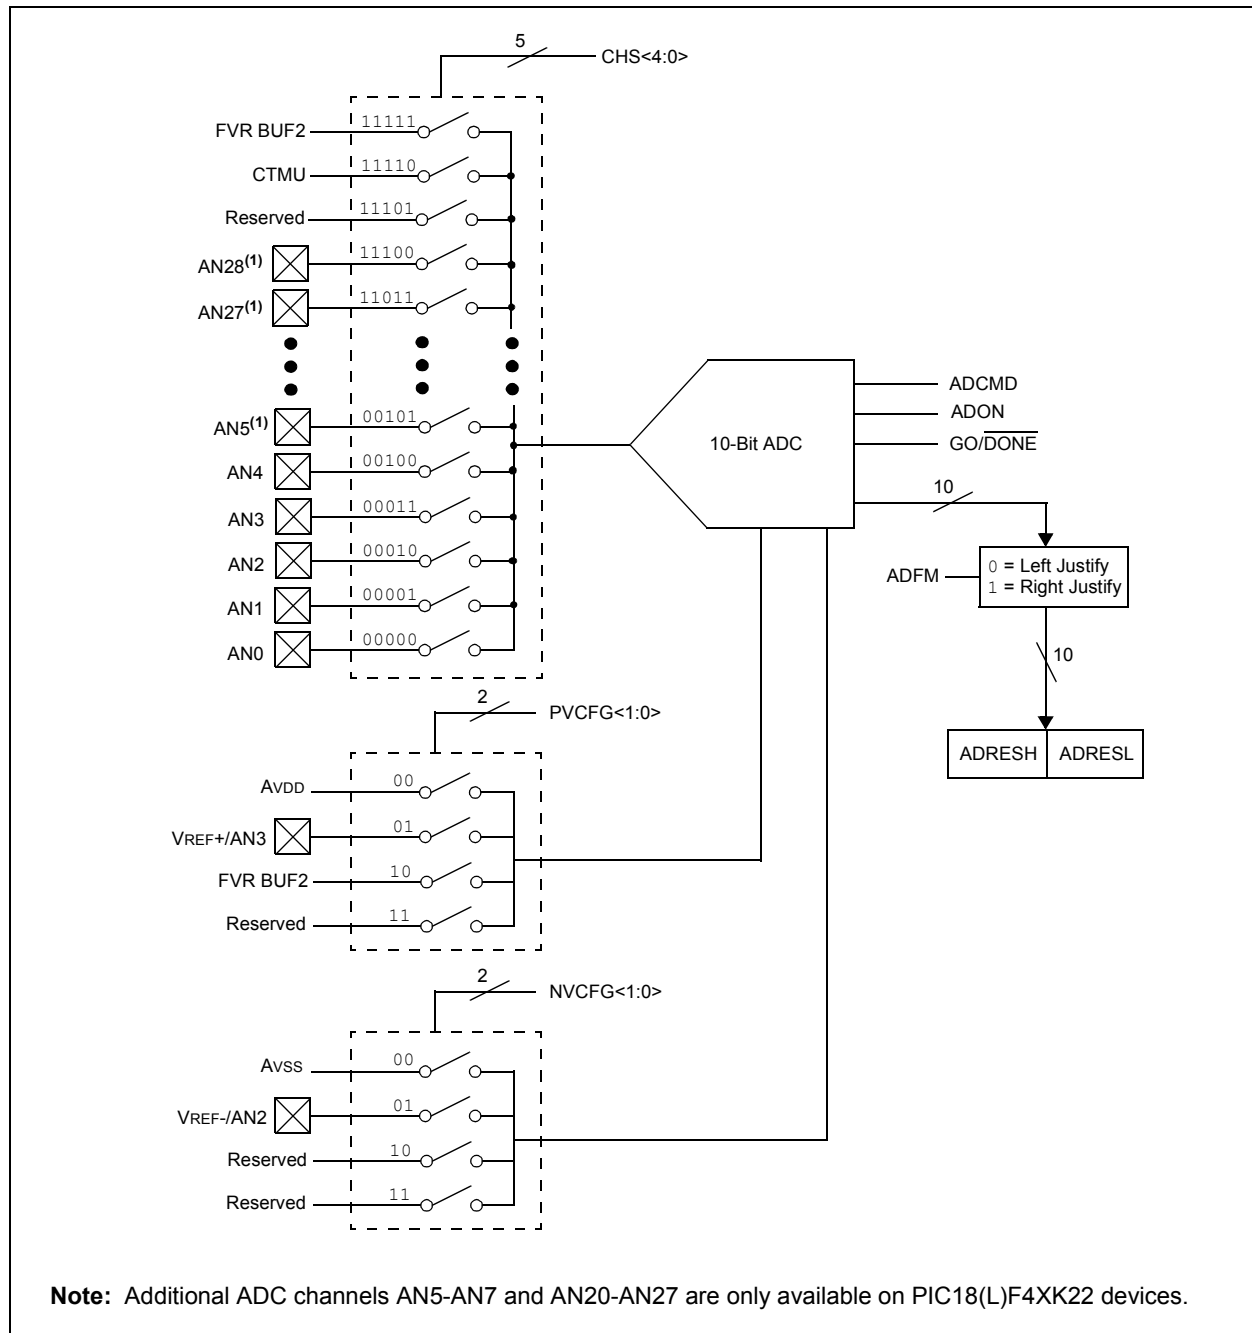 5
CHS<4:0>
FVR BUF2 11111
CTMU 11110
Reserved 11101
AN28(1) 11100
AN27(1) 11011
ADCMD
ADON
AN5(1) 00101
10-Bit ADC
GO/DONE
AN4 00100
10
AN3 00011
AN2 00010
ADFM
0 = Left Justify
1 = Right Justify
AN1 00001
AN0 00000
10
2
PVCFG<1:0>
ADRESH ADRESL
AVDD 00
VREF+/AN3 01
FVR BUF2 10
Reserved 11
2
NVCFG<1:0>
AVSS 00
VREF-/AN2 01
Reserved 10
Reserved 11
Note: Additional ADC channels AN5-AN7 and AN20-AN27 are only available on PIC18(L)F4XK22 devices.